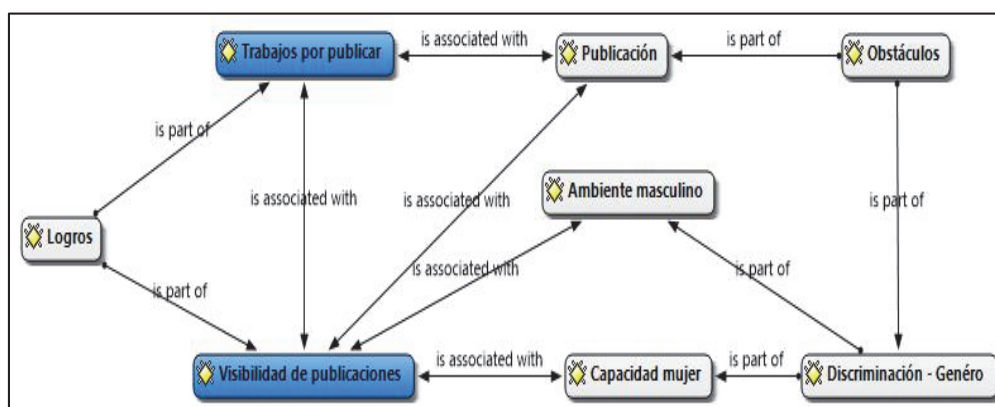 Trabajos por publicar
is associated with
Publicación
is part of
Obstáculos
is part of
is associated with
is associated with
Ambiente masculino
is part of
Logros
is associated with
is part of
is part of
Visibilidad de publicaciones
is associated with
Capacidad mujer
is part of
Discriminación - Genéro